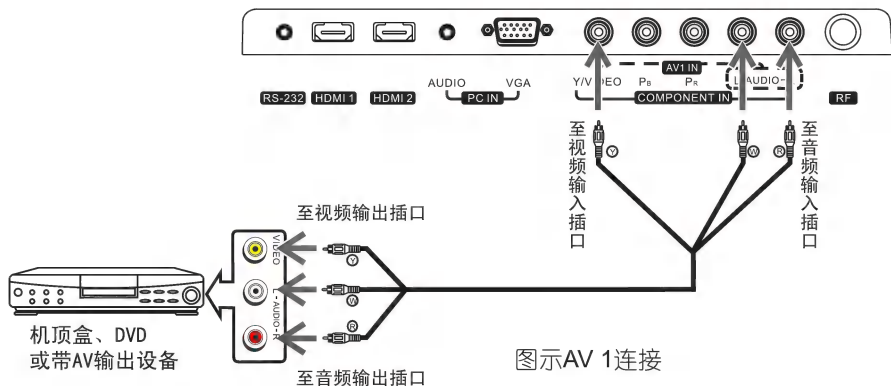 AV1 IN
AUDIO VGA Y/VIDEO PB PR L-AUDIO-R
RS-232 HDMI 1 HDMI 2 PC IN COMPONENT IN RF
至视频输入插口
Y W R
至音频输入插口
至视频输出插口
VIDEO
L-AUDIO-R
Y
W
R
机顶盒、DVD
或带AV输出设备
至音频输出插口
图示AV 1连接